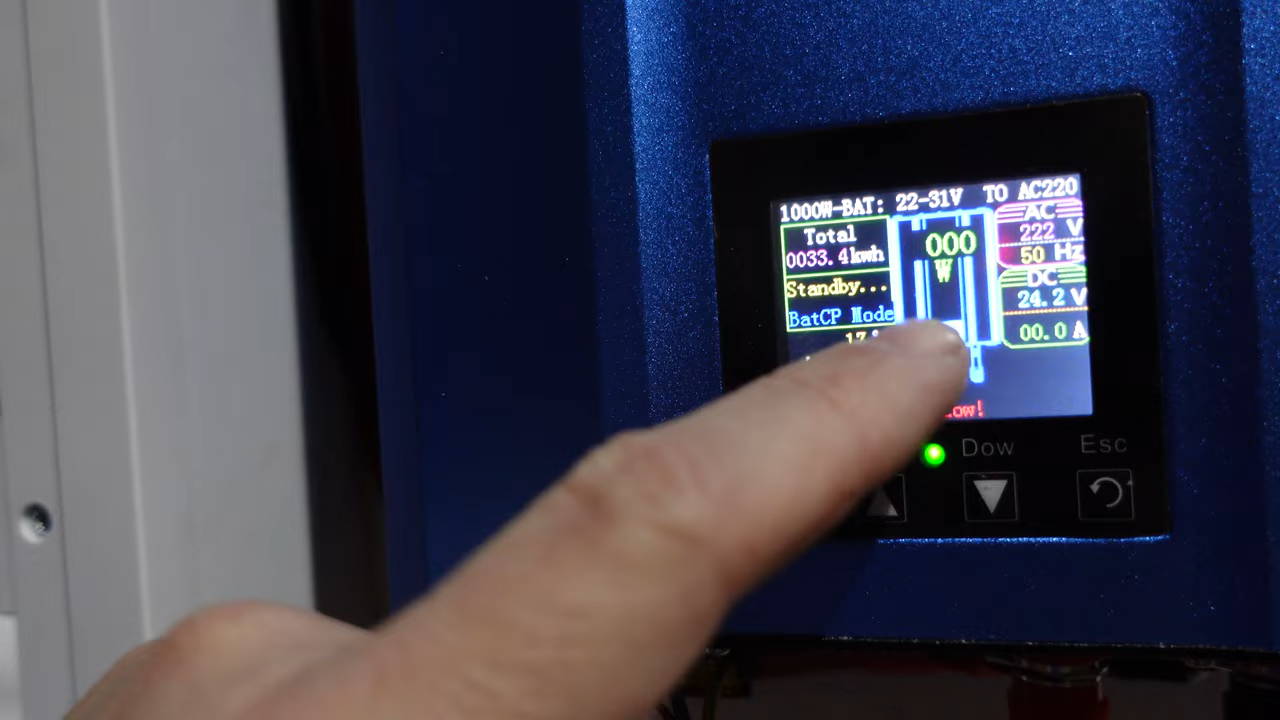 1000W-BAT: 22-31V TO AC220
Total
0033.4kwh
Standby...
BatCP Mode
000
W
AC
222 V
50 Hz
DC
24.2 V
00.0 A
Dow
Esc